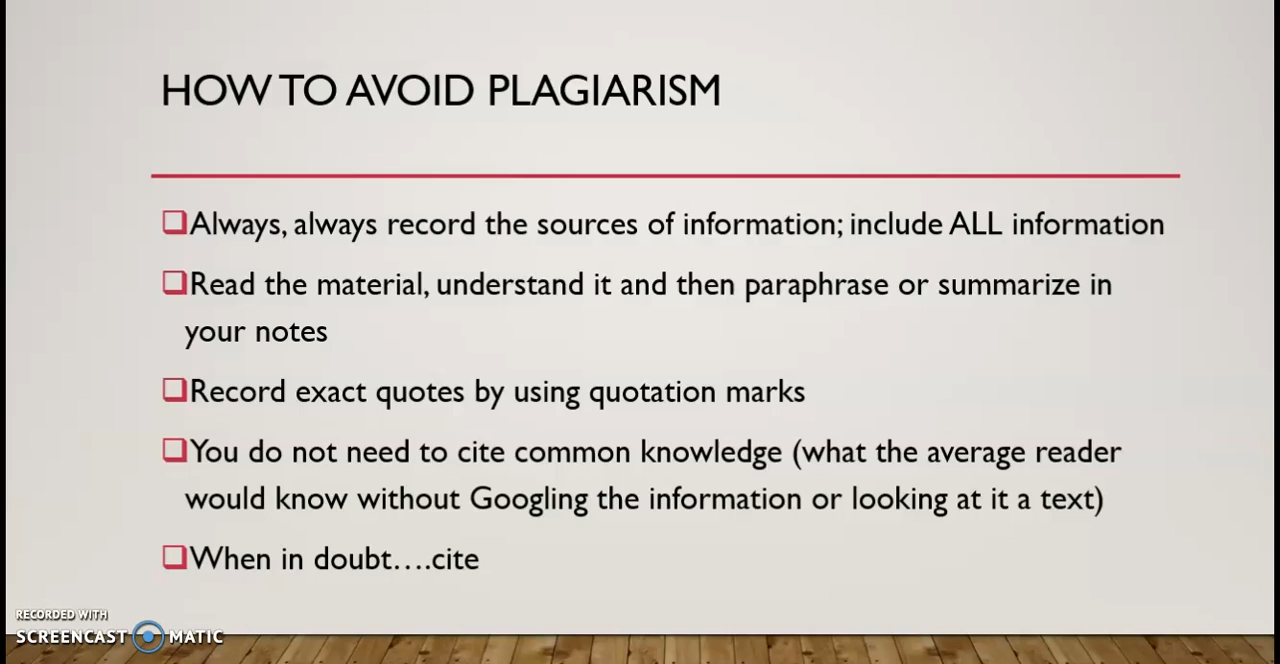 HOW TO AVOID PLAGIARISM
Always, always record the sources of information; include ALL information
Read the material, understand it and then paraphrase or summarize in
your notes
Record exact quotes by using quotation marks
You do not need to cite common knowledge (what the average reader
would know without Googling the information or looking at it a text)
When in doubt….cite
RECORDED WITH
SCREENCAST MATIC